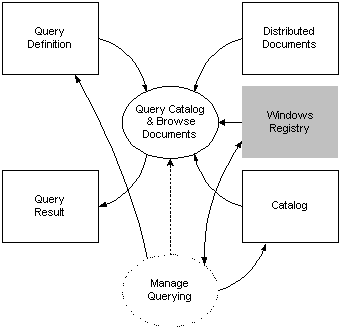 Query
Definition
Distributed
Documents
Query Catalog
& Browse
Documents
Windows
Registry
Query
Result
Catalog
Manage
Querying